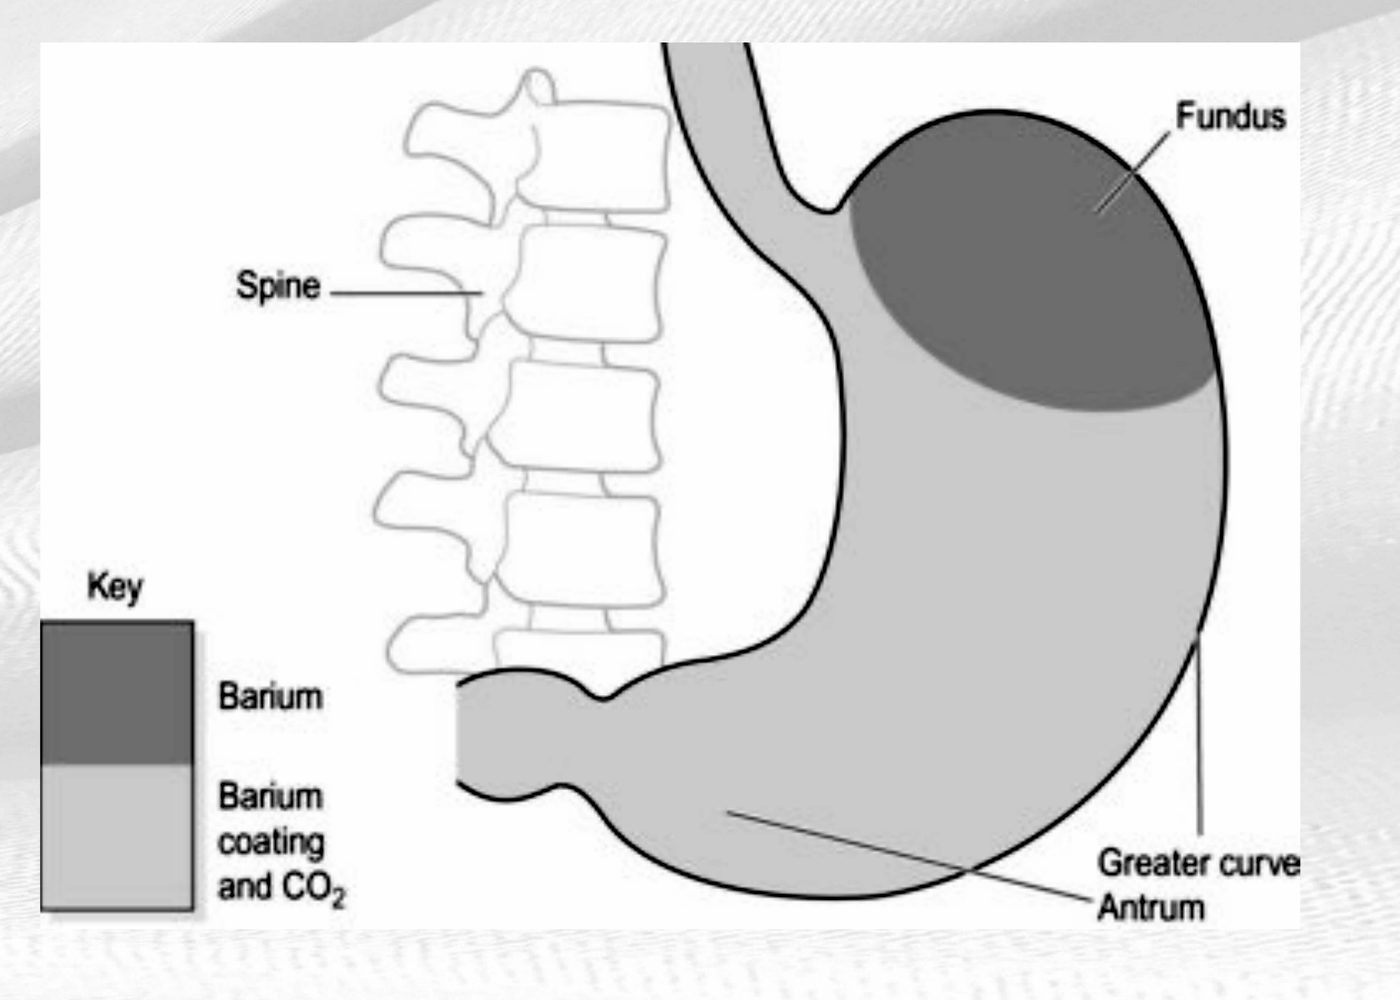 Fundus
Spine
Key
Barium
Barium
coating
and CO₂
Greater curve
Antrum